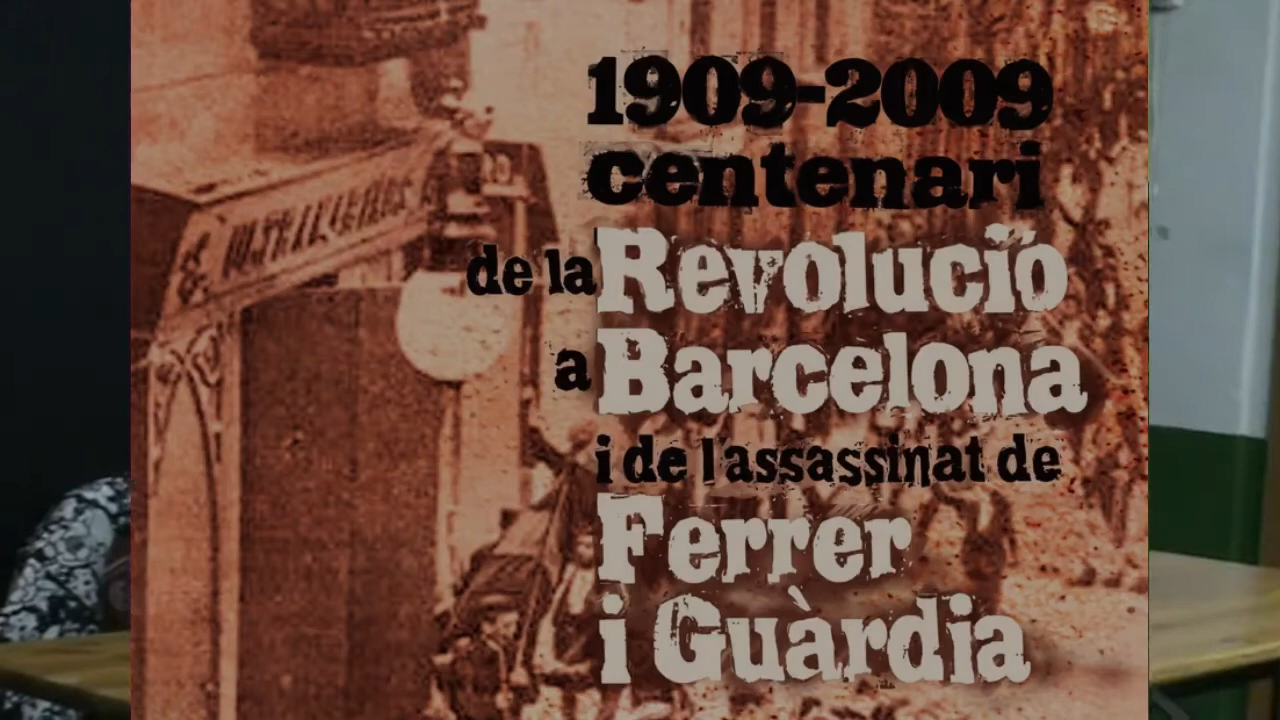 1909-2009
centenari
de la Revolució
a Barcelona
i de l'assassinat de
Ferrer
i Guàrdia